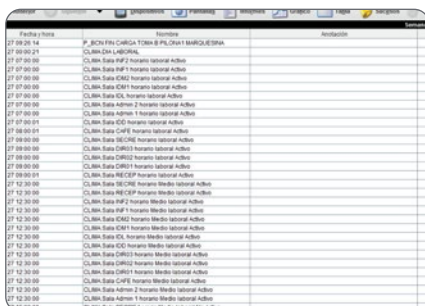 Dispositivos Pantallas Informes Gráfico Tabla
Semana
Fecha y hora Nombre Anotación
27 08:26:14 P_BCN FIN CARGA TOMA B PILONA1 MARQUESINA
27 00:00:21 CLIMA.DIA LABORAL
27 07:00:00 CLIMA.Sala INF2 horario laboral Activo
27 07:00:00 CLIMA.Sala INF1 horario laboral Activo
27 07:00:00 CLIMA.Sala IDM2 horario laboral Activo
27 07:00:00 CLIMA.Sala IDM1 horario laboral Activo
27 07:00:00 CLIMA.Sala IDL horario laboral Activo
27 07:00:00 CLIMA.Sala Admin 2 horario laboral Activo
27 07:00:00 CLIMA.Sala Admin 1 horario laboral Activo
27 07:00:01 CLIMA.Sala IDD horario laboral Activo
27 08:00:01 CLIMA.Sala CAFE horario laboral Activo
27 09:00:00 CLIMA.Sala SECRE horario laboral Activo
27 09:00:00 CLIMA.Sala DIR03 horario laboral Activo
27 09:00:00 CLIMA.Sala DIR02 horario laboral Activo
27 09:00:00 CLIMA.Sala DIR01 horario laboral Activo
27 09:00:01 CLIMA.Sala RECEP horario laboral Activo
27 12:30:00 CLIMA.Sala SECRE horario Medio laboral Activo
27 12:30:00 CLIMA.Sala RECEP horario Medio laboral Activo
27 12:30:00 CLIMA.Sala INF2 horario Medio laboral Activo
27 12:30:00 CLIMA.Sala INF1 horario Medio laboral Activo
27 12:30:00 CLIMA.Sala IDM2 horario Medio laboral Activo
27 12:30:00 CLIMA.Sala IDM1 horario Medio laboral Activo
27 12:30:00 CLIMA.Sala IDL horario Medio laboral Activo
27 12:30:00 CLIMA.Sala IDD horario Medio laboral Activo
27 12:30:00 CLIMA.Sala DIR03 horario Medio laboral Activo
27 12:30:00 CLIMA.Sala DIR02 horario Medio laboral Activo
27 12:30:00 CLIMA.Sala DIR01 horario Medio laboral Activo
27 12:30:00 CLIMA.Sala CAFE horario Medio laboral Activo
27 12:30:00 CLIMA.Sala Admin 2 horario Medio laboral Activo
27 12:30:00 CLIMA.Sala Admin 1 horario Medio laboral Activo